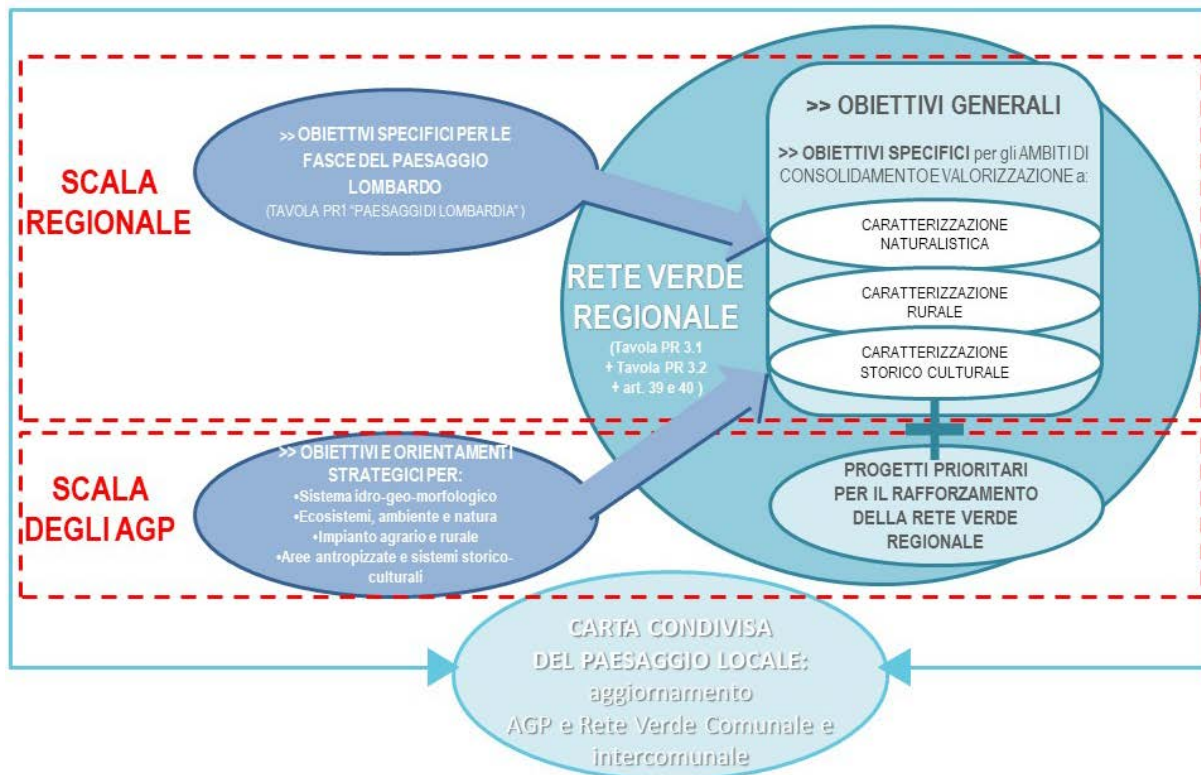 SCALA
REGIONALE
>> OBIETTIVI SPECIFICI PER LE
FASCE DEL PAESAGGIO
LOMBARDO
(TAVOLA PR1 "PAESAGGI DI LOMBARDIA" )
RETE VERDE
REGIONALE
(Tavola PR 3.1
+ Tavola PR 3.2
+ art. 39 e 40 )
>> OBIETTIVI GENERALI
>> OBIETTIVI SPECIFICI per gli AMBITI DI
CONSOLIDAMENTO E VALORIZZAZIONE a:
CARATTERIZZAZIONE
NATURALISTICA
CARATTERIZZAZIONE
RURALE
CARATTERIZZAZIONE
STORICO CULTURALE
SCALA
DEGLI AGP
>> OBIETTIVI E ORIENTAMENTI
STRATEGICI PER:
•Sistema idro-geo-morfologico
•Ecosistemi, ambiente e natura
•Impianto agrario e rurale
•Aree antropizzate e sistemi storico-
culturali
PROGETTI PRIORITARI
PER IL RAFFORZAMENTO
DELLA RETE VERDE
REGIONALE
CARTA CONDIVISA
DEL PAESAGGIO LOCALE:
aggiornamento
AGP e Rete Verde Comunale e
intercomunale